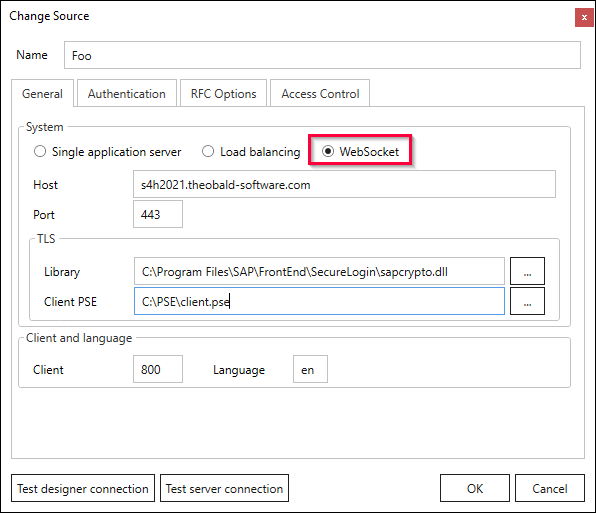 Change Source
x
Name Foo
General Authentication RFC Options Access Control
System
Single application server Load balancing WebSocket
Host s4h2021.theobald-software.com
Port 443
TLS
Library C:\Program Files\SAP\FrontEnd\SecureLogin\sapcrypto.dll ...
Client PSE C:\PSE\client.pse ...
Client and language
Client 800 Language en
Test designer connection Test server connection OK Cancel